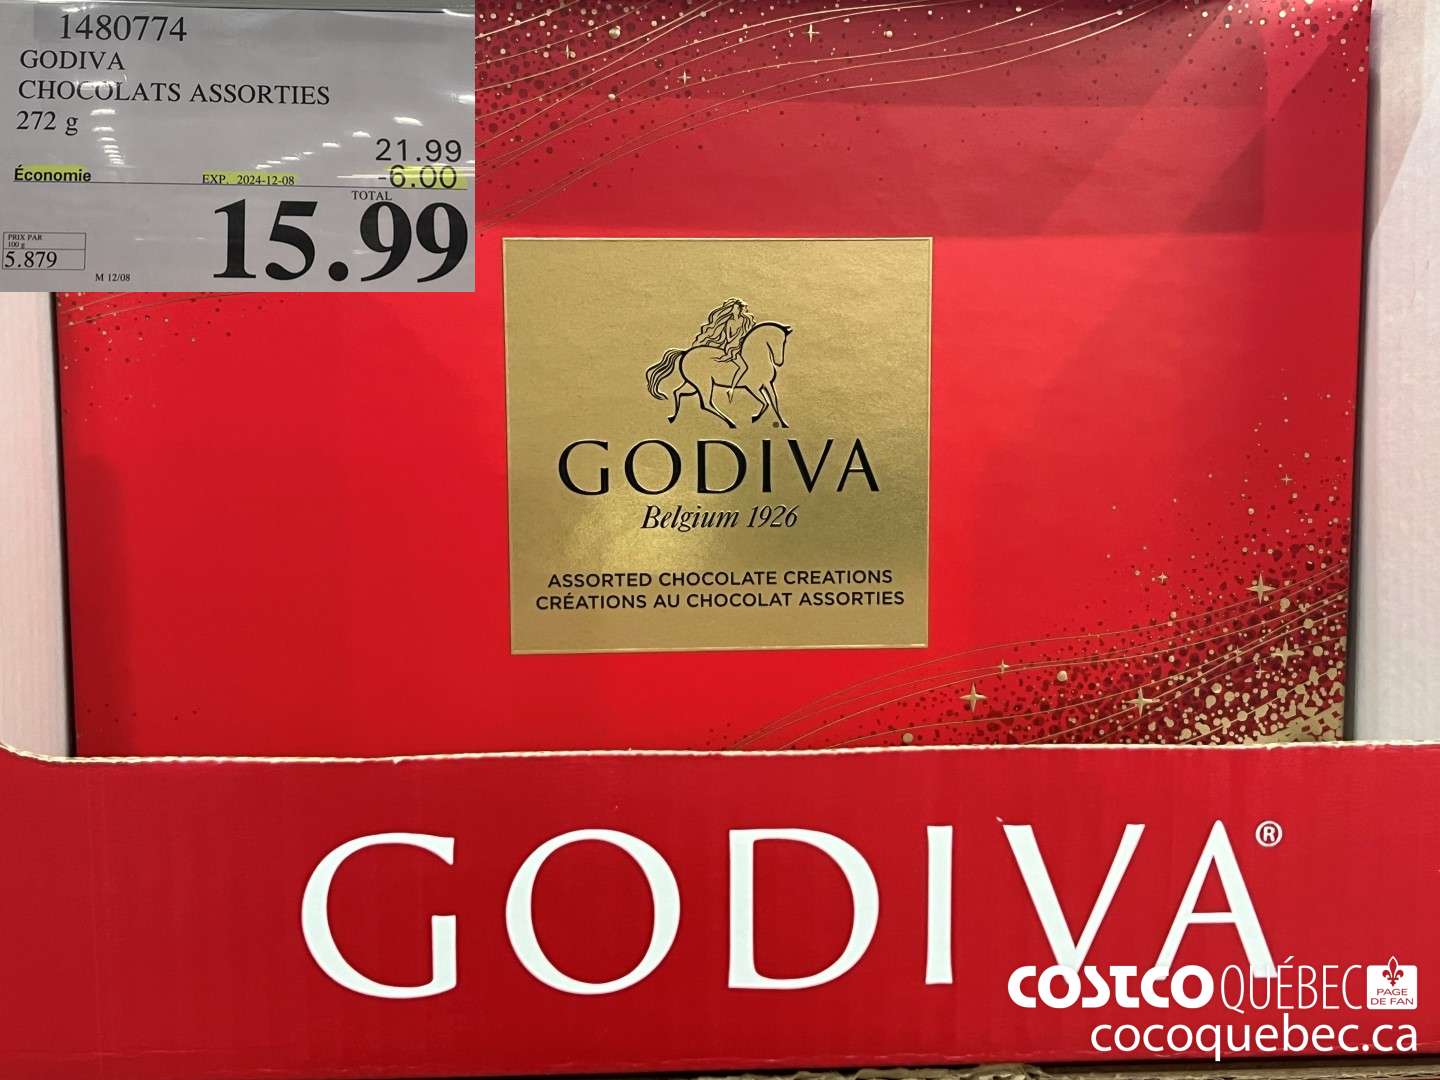 1480774
GODIVA
CHOCOLATS ASSORTIES
272 g
21.99
Économie EXP. 2024-12-08 -6.00
TOTAL
15.99
PRIX PAR
100 g
5.879
M 12/08
GODIVA
Belgium 1926
ASSORTED CHOCOLATE CREATIONS
CRÉATIONS AU CHOCOLAT ASSORTIES
GODIVA®
COSTCO QUÉBEC PAGE
DE FAN
cocoquebec.ca